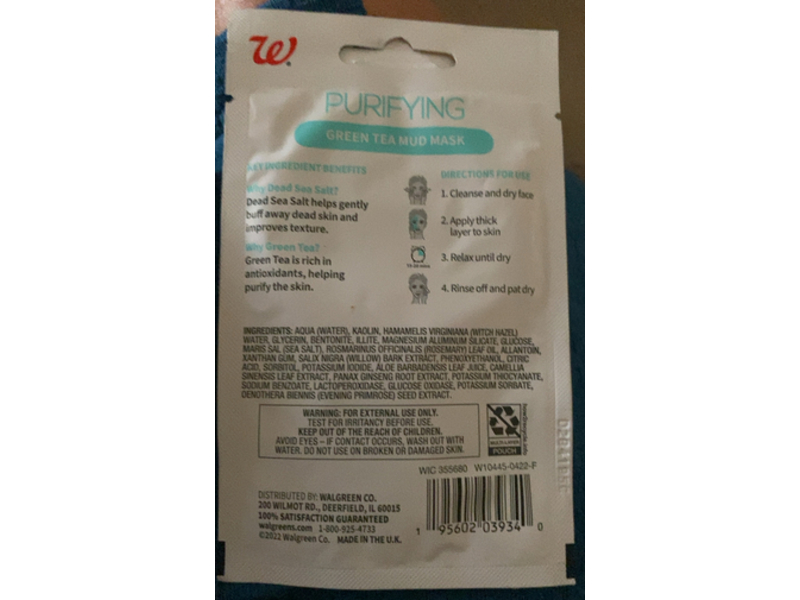 W
PURIFYING
GREEN TEA MUD MASK
KEY INGREDIENT BENEFITS
Why Dead Sea Salt?
Dead Sea Salt helps gently
buff away dead skin and
improves texture.
Why Green Tea?
Green Tea is rich in
antioxidants, helping
purify the skin.
DIRECTIONS FOR USE
1. Cleanse and dry face
2. Apply thick
layer to skin
3. Relax until dry
4. Rinse off and pat dry
INGREDIENTS: AQUA (WATER), KAOLIN, HAMAMELIS VIRGINIANA (WITCH HAZEL)
WATER, GLYCERIN, BENTONITE, ILLITE, MAGNESIUM ALUMINUM SILICATE, GLUCOSE,
MARIS SAL (SEA SALT), ROSMARINUS OFFICINALIS (ROSEMARY) LEAF OIL, ALLANTOIN,
XANTHAN GUM, SALIX NIGRA (WILLOW) BARK EXTRACT, PHENOXYETHANOL, CITRIC
ACID, SORBITOL, POTASSIUM IODIDE, ALOE BARBADENSIS LEAF JUICE, CAMELLIA
SINENSIS LEAF EXTRACT, PANAX GINSENG ROOT EXTRACT, POTASSIUM THIOCYANATE,
SODIUM BENZOATE, LACTOPEROXIDASE, GLUCOSE OXIDASE, POTASSIUM SORBATE,
OENOTHERA BIENNIS (EVENING PRIMROSE) SEED EXTRACT.
WARNING: FOR EXTERNAL USE ONLY.
TEST FOR IRRITANCY BEFORE USE.
KEEP OUT OF THE REACH OF CHILDREN.
AVOID EYES – IF CONTACT OCCURS, WASH OUT WITH
WATER. DO NOT USE ON BROKEN OR DAMAGED SKIN.
MULTI-LAYER
POUCH
how2recycle.info
WIC 355680 W10445-0422-F
DISTRIBUTED BY: WALGREEN CO.
200 WILMOT RD., DEERFIELD, IL 60015
100% SATISFACTION GUARANTEED
walgreens.com 1-800-925-4733
©2022 Walgreen Co. MADE IN THE U.K.
1 95602 03934 0